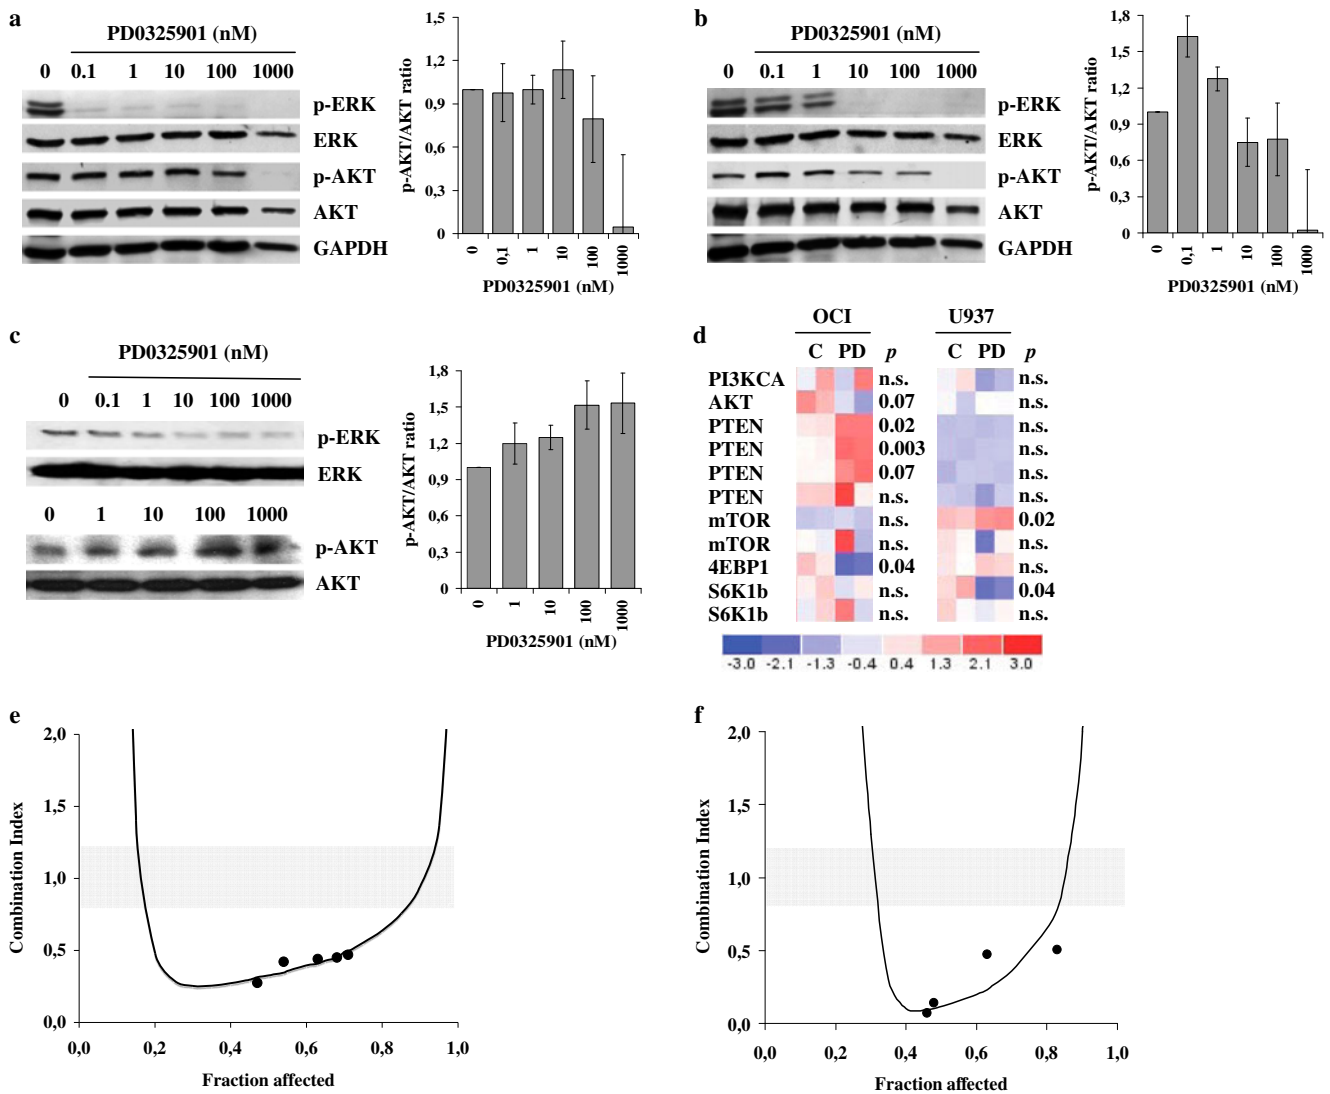 a
PD0325901 (nM)
0 0.1 1 10 100 1000
p-ERK
ERK
p-AKT
AKT
GAPDH
p-AKT/AKT ratio
1,5
1,2
0,9
0,6
0,3
0
0 0,1 1 10 100 1000
PD0325901 (nM)
b
PD0325901 (nM)
0 0.1 1 10 100 1000
p-ERK
ERK
p-AKT
AKT
GAPDH
p-AKT/AKT ratio
1,8
1,5
1,2
0,9
0,6
0,3
0
0 0,1 1 10 100 1000
PD0325901 (nM)
c
PD0325901 (nM)
0 0.1 1 10 100 1000
p-ERK
ERK
0 1 10 100 1000
p-AKT
AKT
p-AKT/AKT ratio
1,8
1,5
1,2
0,9
0,6
0,3
0
0 1 10 100 1000
PD0325901 (nM)
d
OCI U937
C PD p C PD p
PI3KCA n.s. n.s.
AKT 0.07 n.s.
PTEN 0.02 n.s.
PTEN 0.003 n.s.
PTEN 0.07 n.s.
PTEN n.s. n.s.
mTOR n.s. 0.02
mTOR n.s. n.s.
4EBP1 0.04 n.s.
S6K1b n.s. 0.04
S6K1b n.s. n.s.
-3.0 -2.1 -1.3 -0.4 0.4 1.3 2.1 3.0
e
Combination Index
2,0
1,5
1,0
0,5
0,0
0,0 0,2 0,4 0,6 0,8 1,0
Fraction affected
f
Combination Index
2,0
1,5
1,0
0,5
0,0
0,0 0,2 0,4 0,6 0,8 1,0
Fraction affected